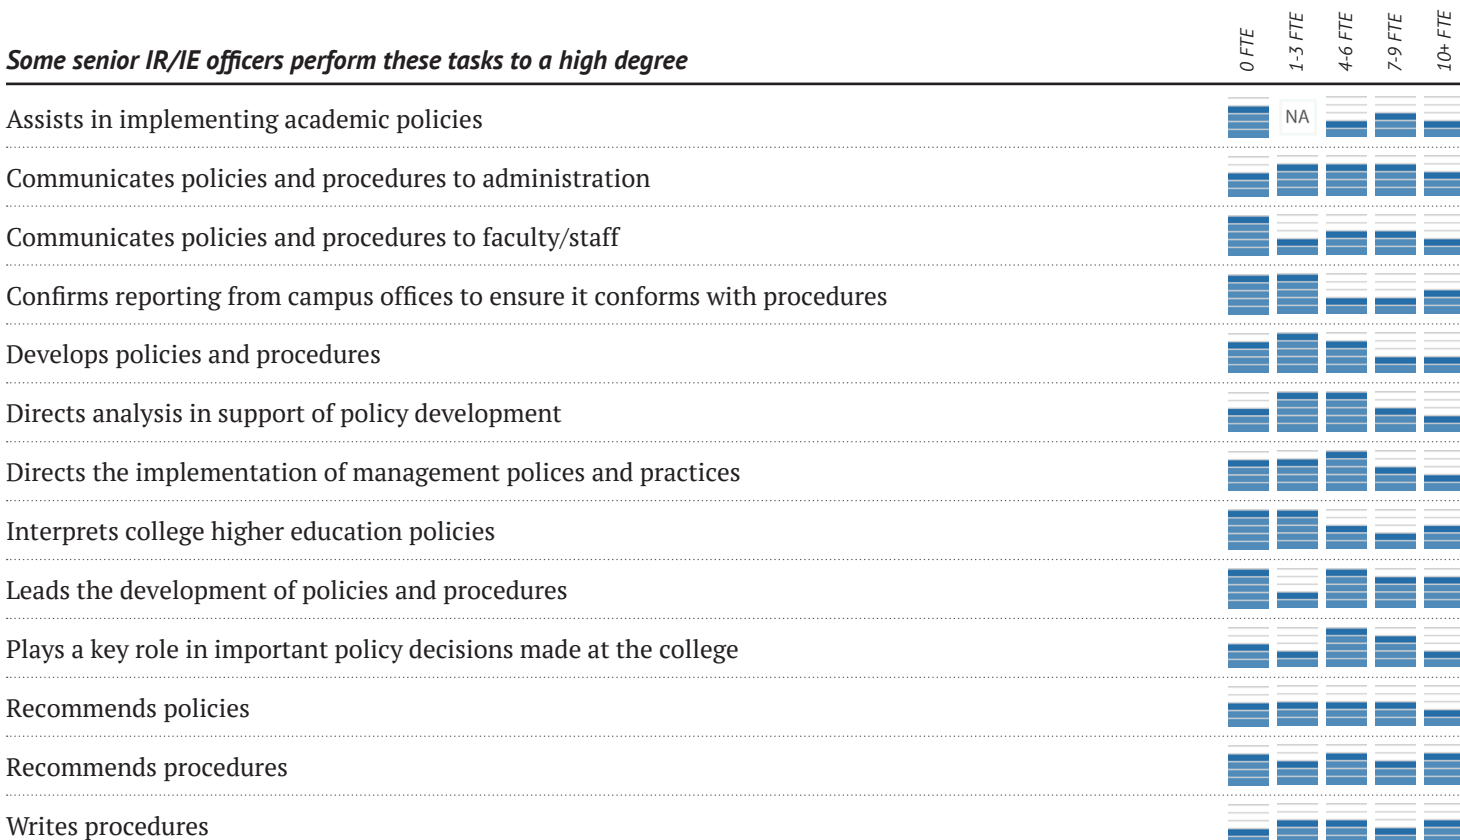 Some senior IR/IE officers perform these tasks to a high degree 0 FTE 1-3 FTE 4-6 FTE 7-9 FTE 10+ FTE
Assists in implementing academic policies NA
Communicates policies and procedures to administration
Communicates policies and procedures to faculty/staff
Confirms reporting from campus offices to ensure it conforms with procedures
Develops policies and procedures
Directs analysis in support of policy development
Directs the implementation of management polices and practices
Interprets college higher education policies
Leads the development of policies and procedures
Plays a key role in important policy decisions made at the college
Recommends policies
Recommends procedures
Writes procedures